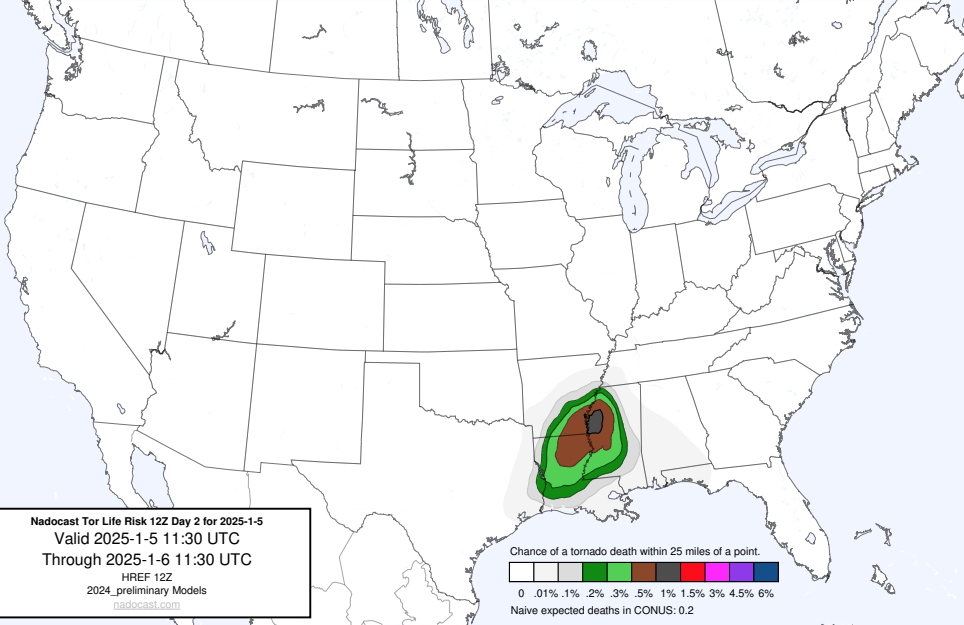 Nadocast Tor Life Risk 12Z Day 2 for 2025-1-5
Valid 2025-1-5 11:30 UTC
Through 2025-1-6 11:30 UTC
HREF 12Z
2024_preliminary Models
nadocast.com
Chance of a tornado death within 25 miles of a point.
0 .01% .1% .2% .3% .5% 1% 1.5% 3% 4.5% 6%
Naive expected deaths in CONUS: 0.2